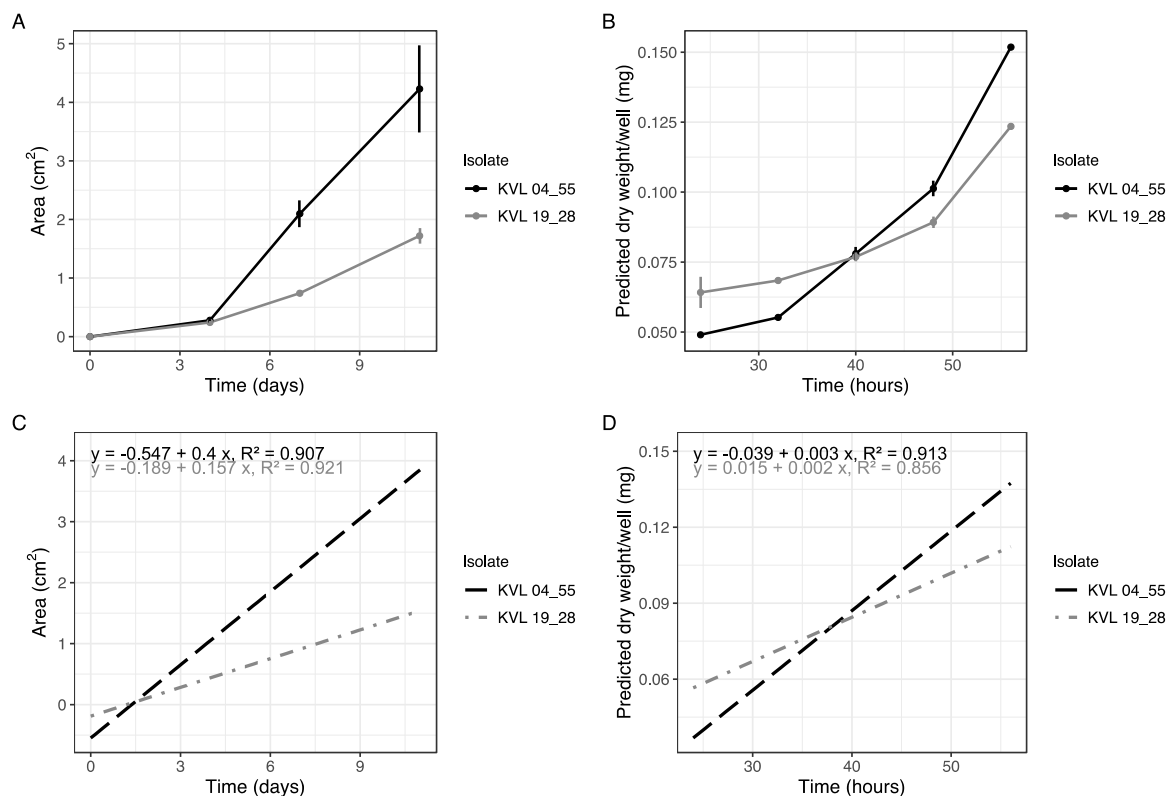 A
5
4
3
2
1
0
Area (cm²)
0
3
6
9
Time (days)
Isolate
KVL 04_55
KVL 19_28
B
0.150
0.125
0.100
0.075
0.050
Predicted dry weight/well (mg)
30
40
50
Time (hours)
Isolate
KVL 04_55
KVL 19_28
C
y = -0.547 + 0.4 x, R² = 0.907
y = -0.189 + 0.157 x, R² = 0.921
4
3
2
1
0
Area (cm²)
0
3
6
9
Time (days)
Isolate
KVL 04_55
KVL 19_28
D
y = -0.039 + 0.003 x, R² = 0.913
y = 0.015 + 0.002 x, R² = 0.856
0.15
0.12
0.09
0.06
Predicted dry weight/well (mg)
30
40
50
Time (hours)
Isolate
KVL 04_55
KVL 19_28